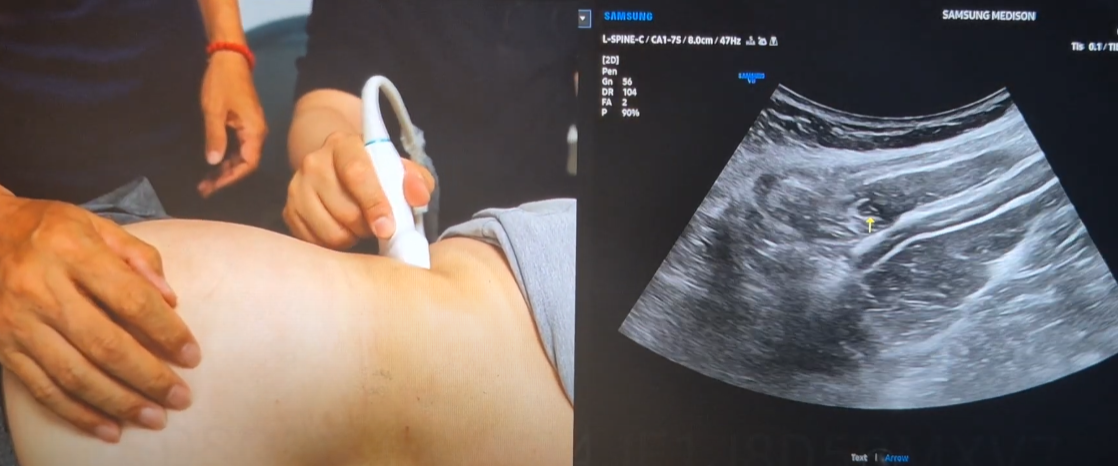 SAMSUNG
SAMSUNG MEDISON
L-SPINE-C / CA1-7S / 8.0cm / 47Hz
[2D]
Pen
Gn 56
DR 104
FA 2
P 90%
Text | Arrow